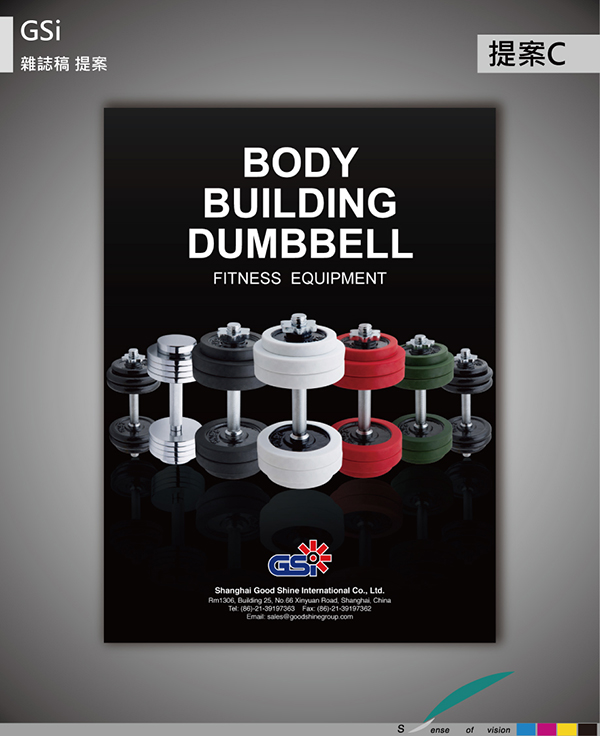 GSi
雜誌稿 提案
提案C
BODY
BUILDING
DUMBBELL
FITNESS EQUIPMENT
GSi
Shanghai Good Shine International Co., Ltd.
Rm1306, Building 25, No.66 Xinyuan Road, Shanghai, China
Tel: (86)-21-39197363 Fax: (86)-21-39197362
Email: sales@goodshinegroup.com
Sense of vision